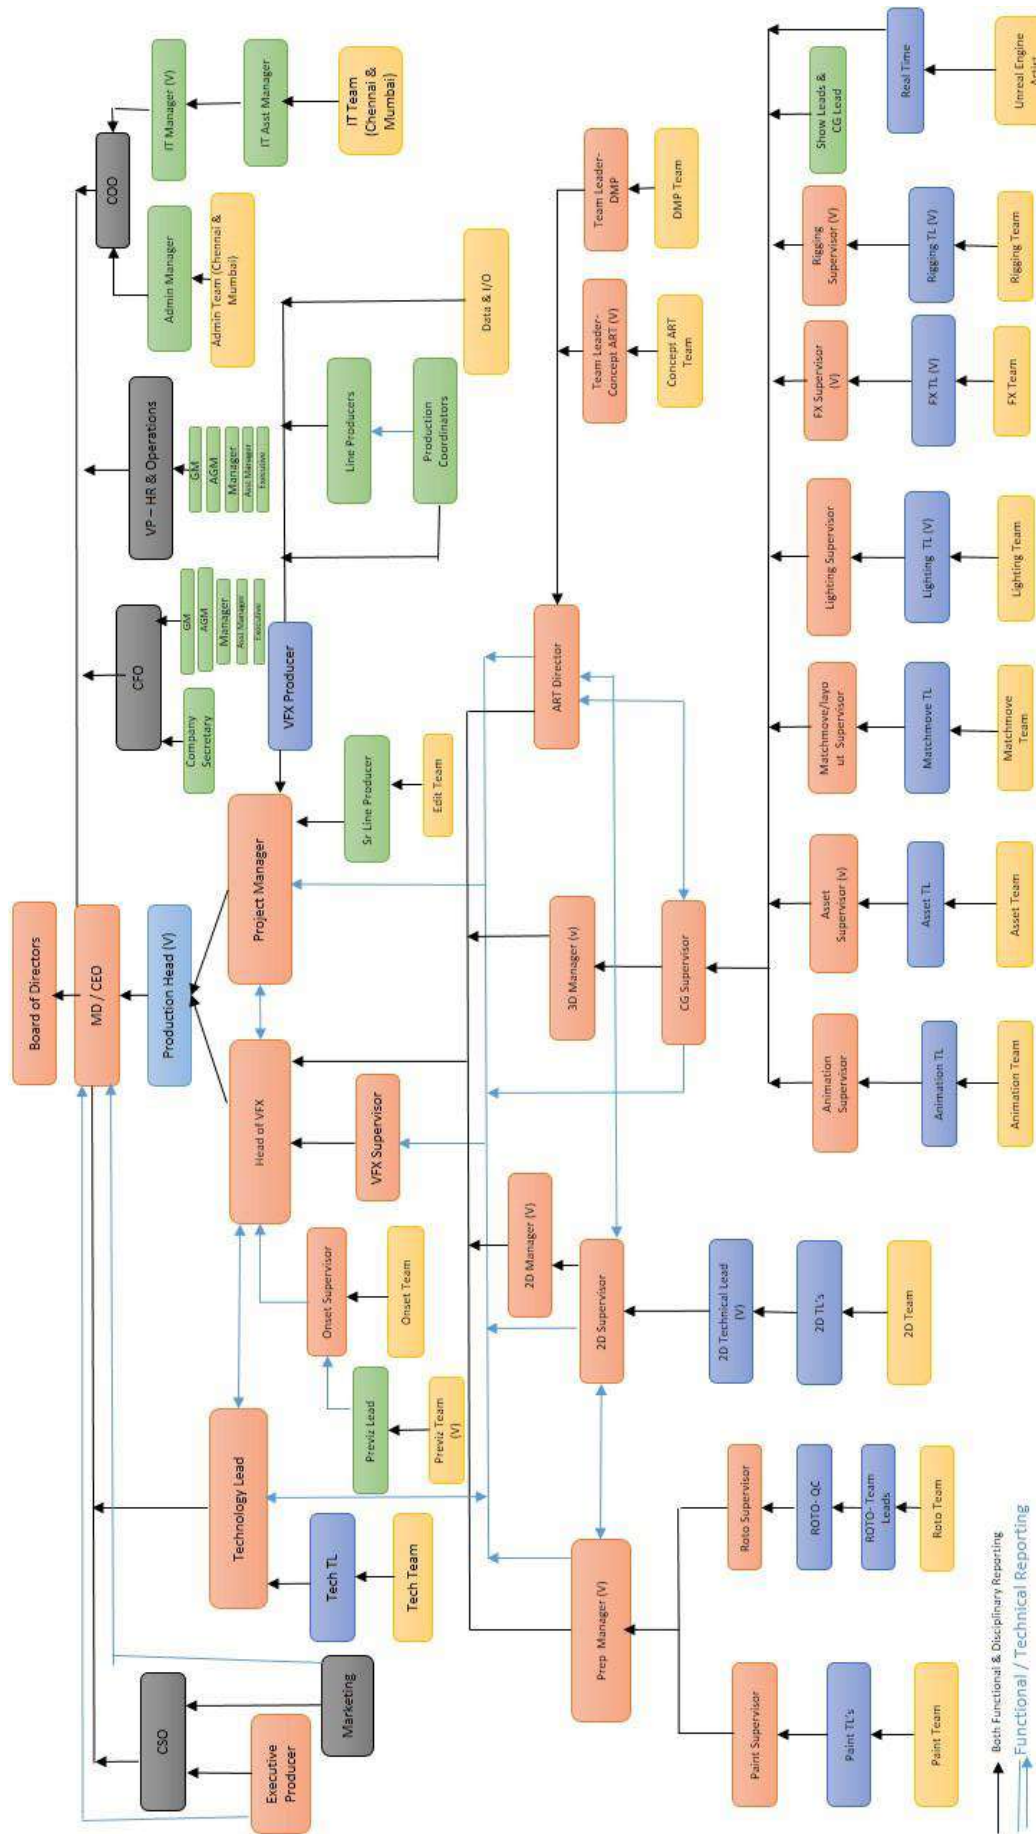 Board of Directors
MD / CEO
Production Head (V)
CSO
Executive
Producer
Marketing
CFO
Company
Secretary
GM
AGM
Manager
Asst Manager
Executive
VP – HR & Operations
GM
AGM
Manager
Asst Manager
Executive
COO
Admin Manager
Admin Team (Chennai &
Mumbai)
IT Manager (V)
IT Asst Manager
IT Team
(Chennai &
Mumbai)
Technology Lead
Tech TL
Tech Team
Head of VFX
Project Manager
VFX Producer
Previz Lead
Previz Team
(V)
Onset Supervisor
Onset Team
VFX Supervisor
Sr Line Producer
Edit Team
Line Producers
Production
Coordinators
Data & I/O
2D Manager (V)
3D Manager (v)
Prep Manager (V)
2D Supervisor
CG Supervisor
ART Director
Team Leader-
Concept ART (V)
Concept ART
Team
Team Leader-
DMP
DMP Team
Paint Supervisor
Paint TL's
Paint Team
Roto Supervisor
ROTO- QC
ROTO- Team
Leads
Roto Team
2D Technical Lead
(V)
2D TL's
2D Team
Animation
Supervisor
Animation TL
Animation Team
Asset
Supervisor (v)
Asset TL
Asset Team
Matchmove/layo
ut Supervisor
Matchmove TL
Matchmove
Team
Lighting Supervisor
Lighting TL (V)
Lighting Team
FX Supervisor
(V)
FX TL (V)
FX Team
Rigging
Supervisor (V)
Rigging TL (V)
Rigging Team
Show Leads &
CG Lead
Real Time
Unreal Engine
Artist
Both Functional & Disciplinary Reporting
Functional / Technical Reporting